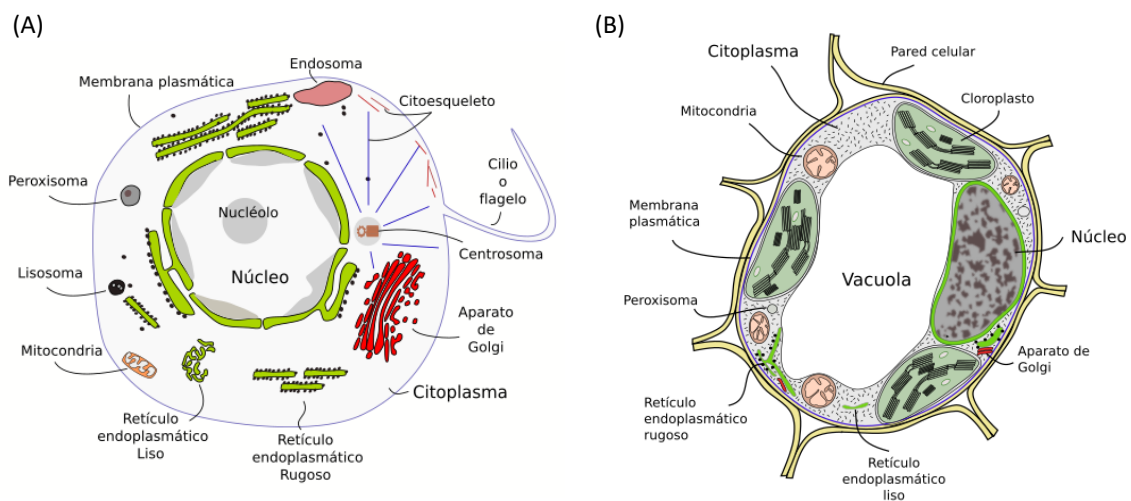 (A)
Endosoma
Membrana plasmática
Citoesqueleto
Peroxisoma
Cilio
o
flagelo
Nucléolo
Núcleo
Centrosoma
Lisosoma
Aparato
de
Golgi
Mitocondria
Citoplasma
Retículo
endoplasmático
Liso
Retículo
endoplasmático
Rugoso
(B)
Citoplasma
Pared celular
Cloroplasto
Mitocondria
Membrana
plasmática
Núcleo
Vacuola
Peroxisoma
Aparato de
Golgi
Retículo
endoplasmático
rugoso
Retículo
endoplasmático
liso